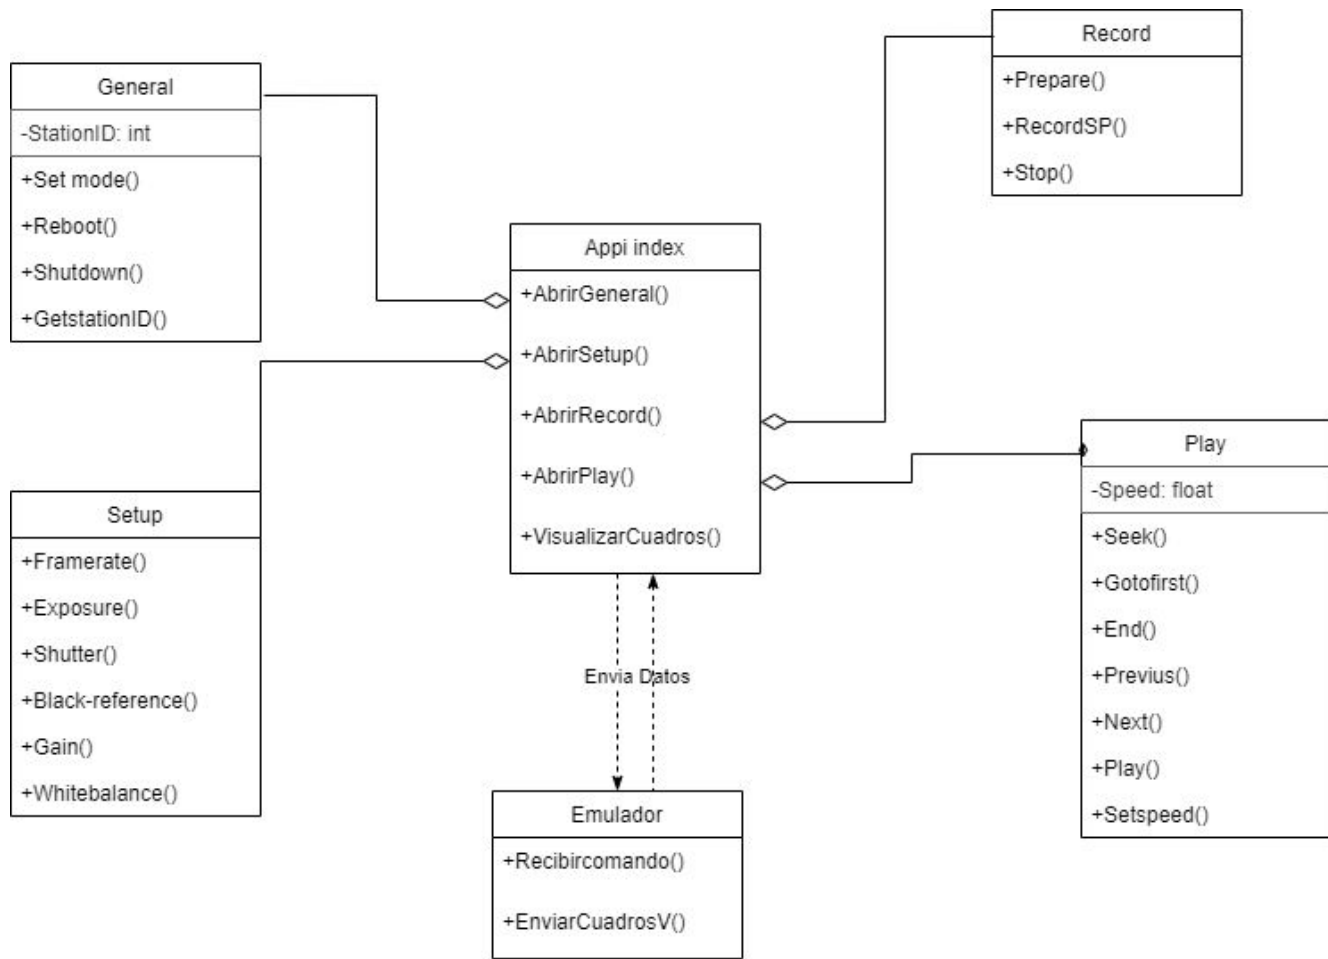 General
-StationID: int
+Set mode()
+Reboot()
+Shutdown()
+GetstationID()
Record
+Prepare()
+RecordSP()
+Stop()
Appi index
+AbrirGeneral()
+AbrirSetup()
+AbrirRecord()
+AbrirPlay()
+VisualizarCuadros()
Setup
+Framerate()
+Exposure()
+Shutter()
+Black-reference()
+Gain()
+Whitebalance()
Play
-Speed: float
+Seek()
+Gotofirst()
+End()
+Previus()
+Next()
+Play()
+Setspeed()
Envia Datos
Emulador
+Recibircomando()
+EnviarCuadrosV()